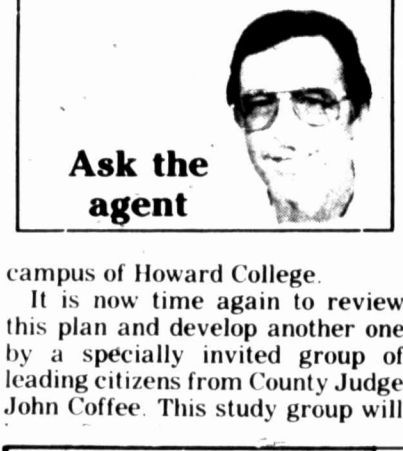 Ask the
agent
campus of Howard College.
It is now time again to review
this plan and develop another one
by a specially invited group of
leading citizens from County Judge
John Coffee. This study group will